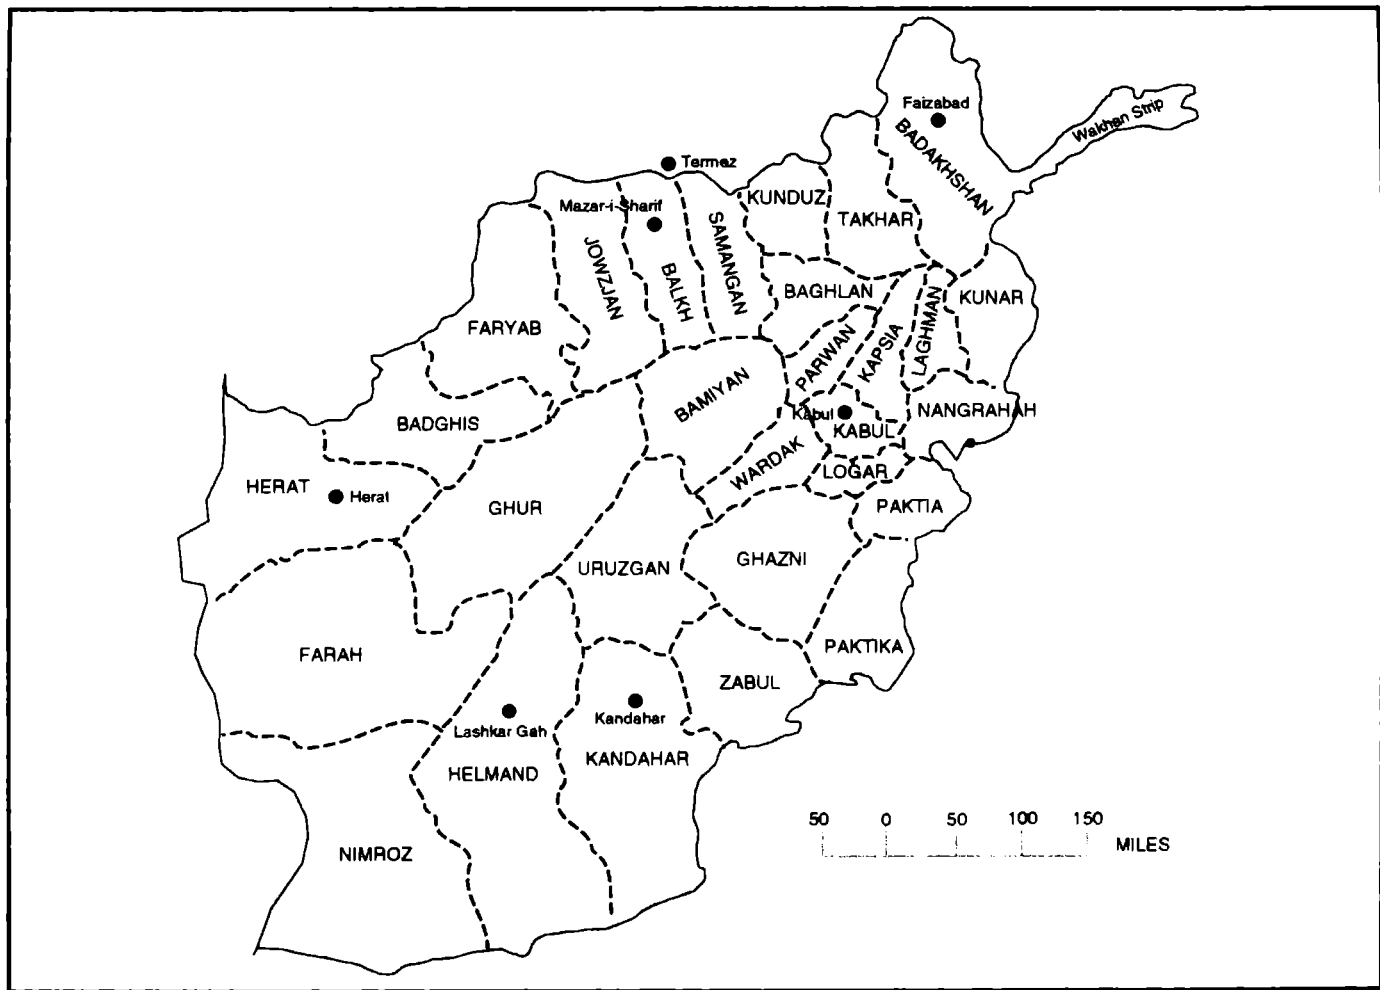 Faizabad
Wakhan Strip
BADAKHSHAN
Termez
KUNDUZ
TAKHAR
Mazar-i-Sharif
SAMANGAN
JOWZJAN
BALKH
BAGHLAN
KUNAR
LAGHMAN
FARYAB
PARWAN
KAPSIA
BAMIYAN
NANGRAHAH
Kabul
KABUL
BADGHIS
WARDAK
LOGAR
HERAT
Herat
GHUR
PAKTIA
GHAZNI
URUZGAN
FARAH
PAKTIKA
ZABUL
Lashkar Gah
Kandahar
KANDAHAR
HELMAND
50 0 50 100 150
MILES
NIMROZ